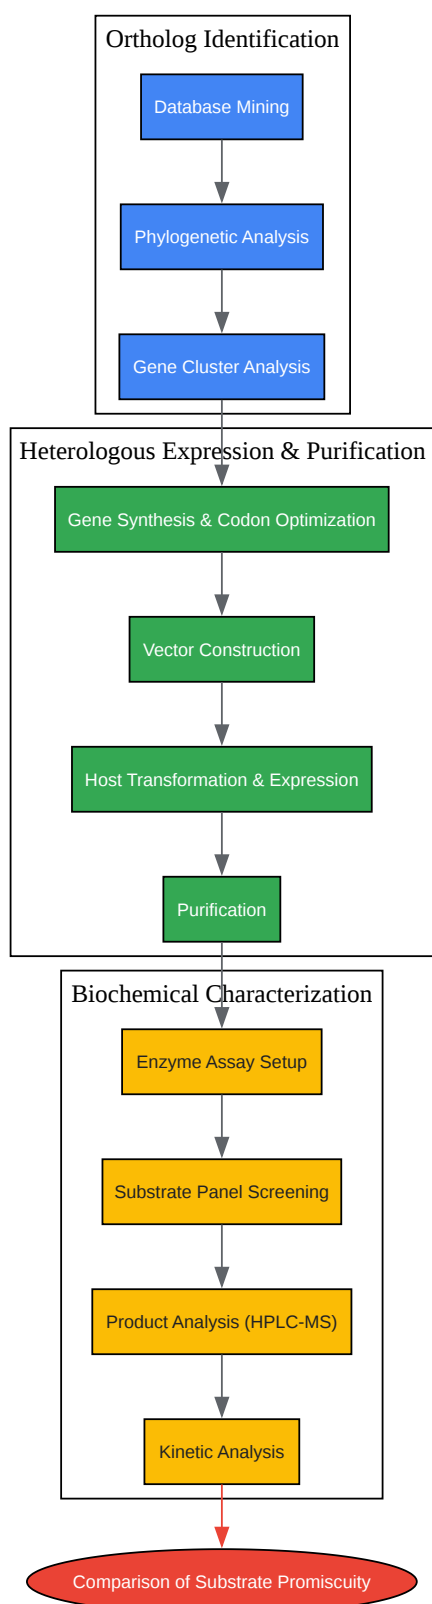 Ortholog Identification
Database Mining
Phylogenetic Analysis
Gene Cluster Analysis
Heterologous Expression & Purification
Gene Synthesis & Codon Optimization
Vector Construction
Host Transformation & Expression
Purification
Biochemical Characterization
Enzyme Assay Setup
Substrate Panel Screening
Product Analysis (HPLC-MS)
Kinetic Analysis
Comparison of Substrate Promiscuity